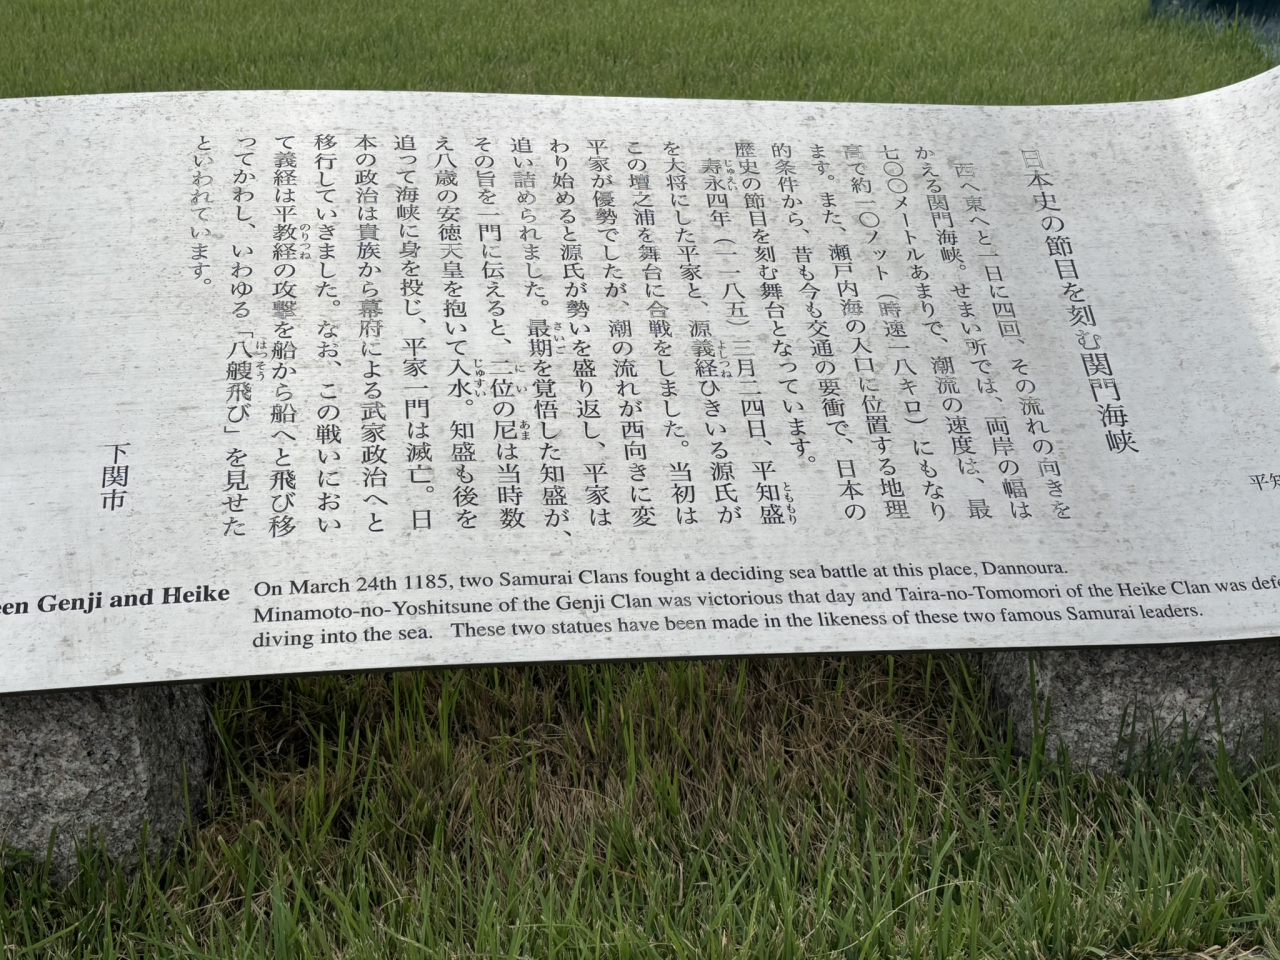 平知
日本史の節目を刻む関門海峡
西へ東へと一日に四回、その流れの向きを
かえる関門海峡。せまい所では、両岸の幅は
七〇〇メートルあまりで、潮流の速度は、最
高で約一〇ノット（時速一八キロ）にもなり
ます。また、瀬戸内海の入口に位置する地理
的条件から、昔も今も交通の要衝で、日本の
歴史の節目を刻む舞台となっています。
寿永四年（一一八五）三月二四日、平知盛
を大将にした平家と、源義経ひきいる源氏が
この壇之浦を舞台に合戦をしました。当初は
平家が優勢でしたが、潮の流れが西向きに変
わり始めると源氏が勢いを盛り返し、平家は
追い詰められました。最期を覚悟した知盛が、
その旨を一門に伝えると、二位の尼は当時数
え八歳の安徳天皇を抱いて入水。知盛も後を
追って海峡に身を投じ、平家一門は滅亡。日
本の政治は貴族から幕府による武家政治へと
移行していきました。なお、この戦いにおい
て義経は平教経の攻撃を船から船へと飛び移
ってかわし、いわゆる「八艘飛び」を見せた
といわれています。
下関市
een Genji and Heike
On March 24th 1185, two Samurai Clans fought a deciding sea battle at this place, Dannoura.
Minamoto-no-Yoshitsune of the Genji Clan was victorious that day and Taira-no-Tomomori of the Heike Clan was defe
diving into the sea. These two statues have been made in the likeness of these two famous Samurai leaders.